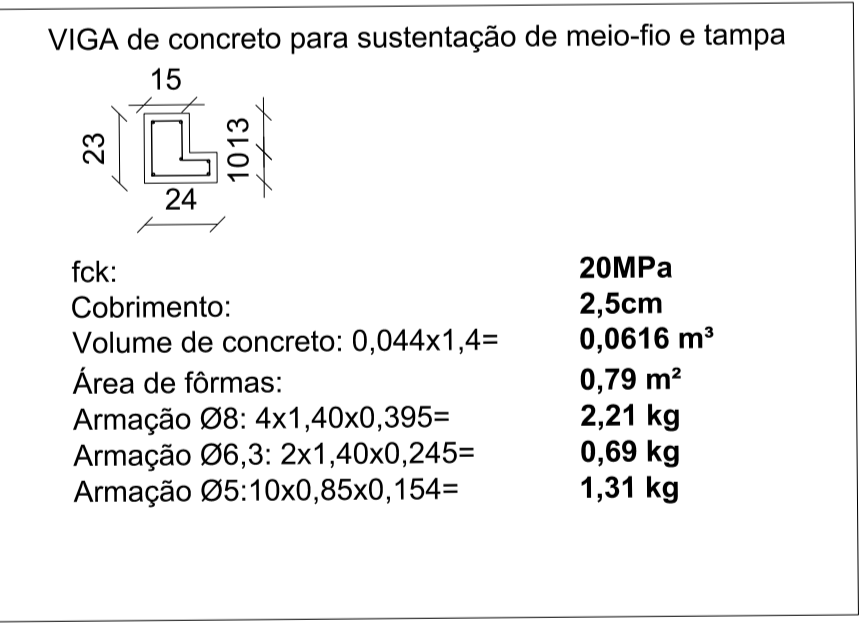 VIGA de concreto para sustentação de meio-fio e tampa
15
23
10 13
24
fck: 20MPa
Cobrimento: 2,5cm
Volume de concreto: 0,044x1,4= 0,0616 m³
Área de fôrmas: 0,79 m²
Armação Ø8: 4x1,40x0,395= 2,21 kg
Armação Ø6,3: 2x1,40x0,245= 0,69 kg
Armação Ø5:10x0,85x0,154= 1,31 kg